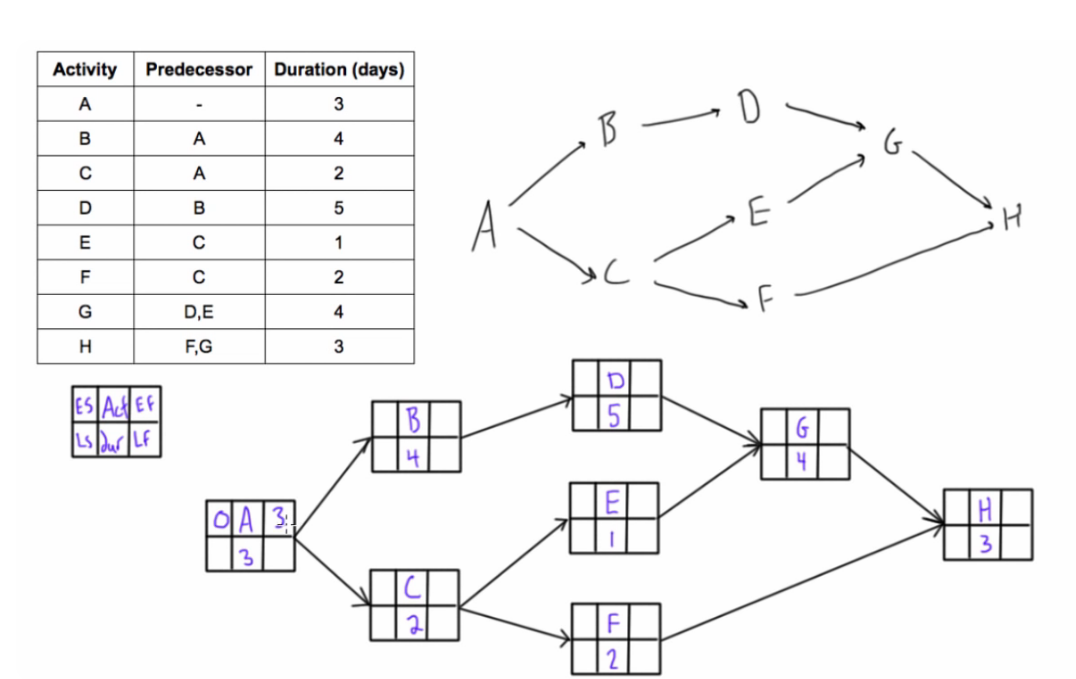 Activity Predecessor Duration (days)
A - 3
B A 4
C A 2
D B 5
E C 1
F C 2
G D,E 4
H F,G 3
B D
G
A E H
C
F
ES Act EF
LS Dur LF
D
5
B
4
G
4
0 A 3
3
E
1
H
3
C
2
F
2